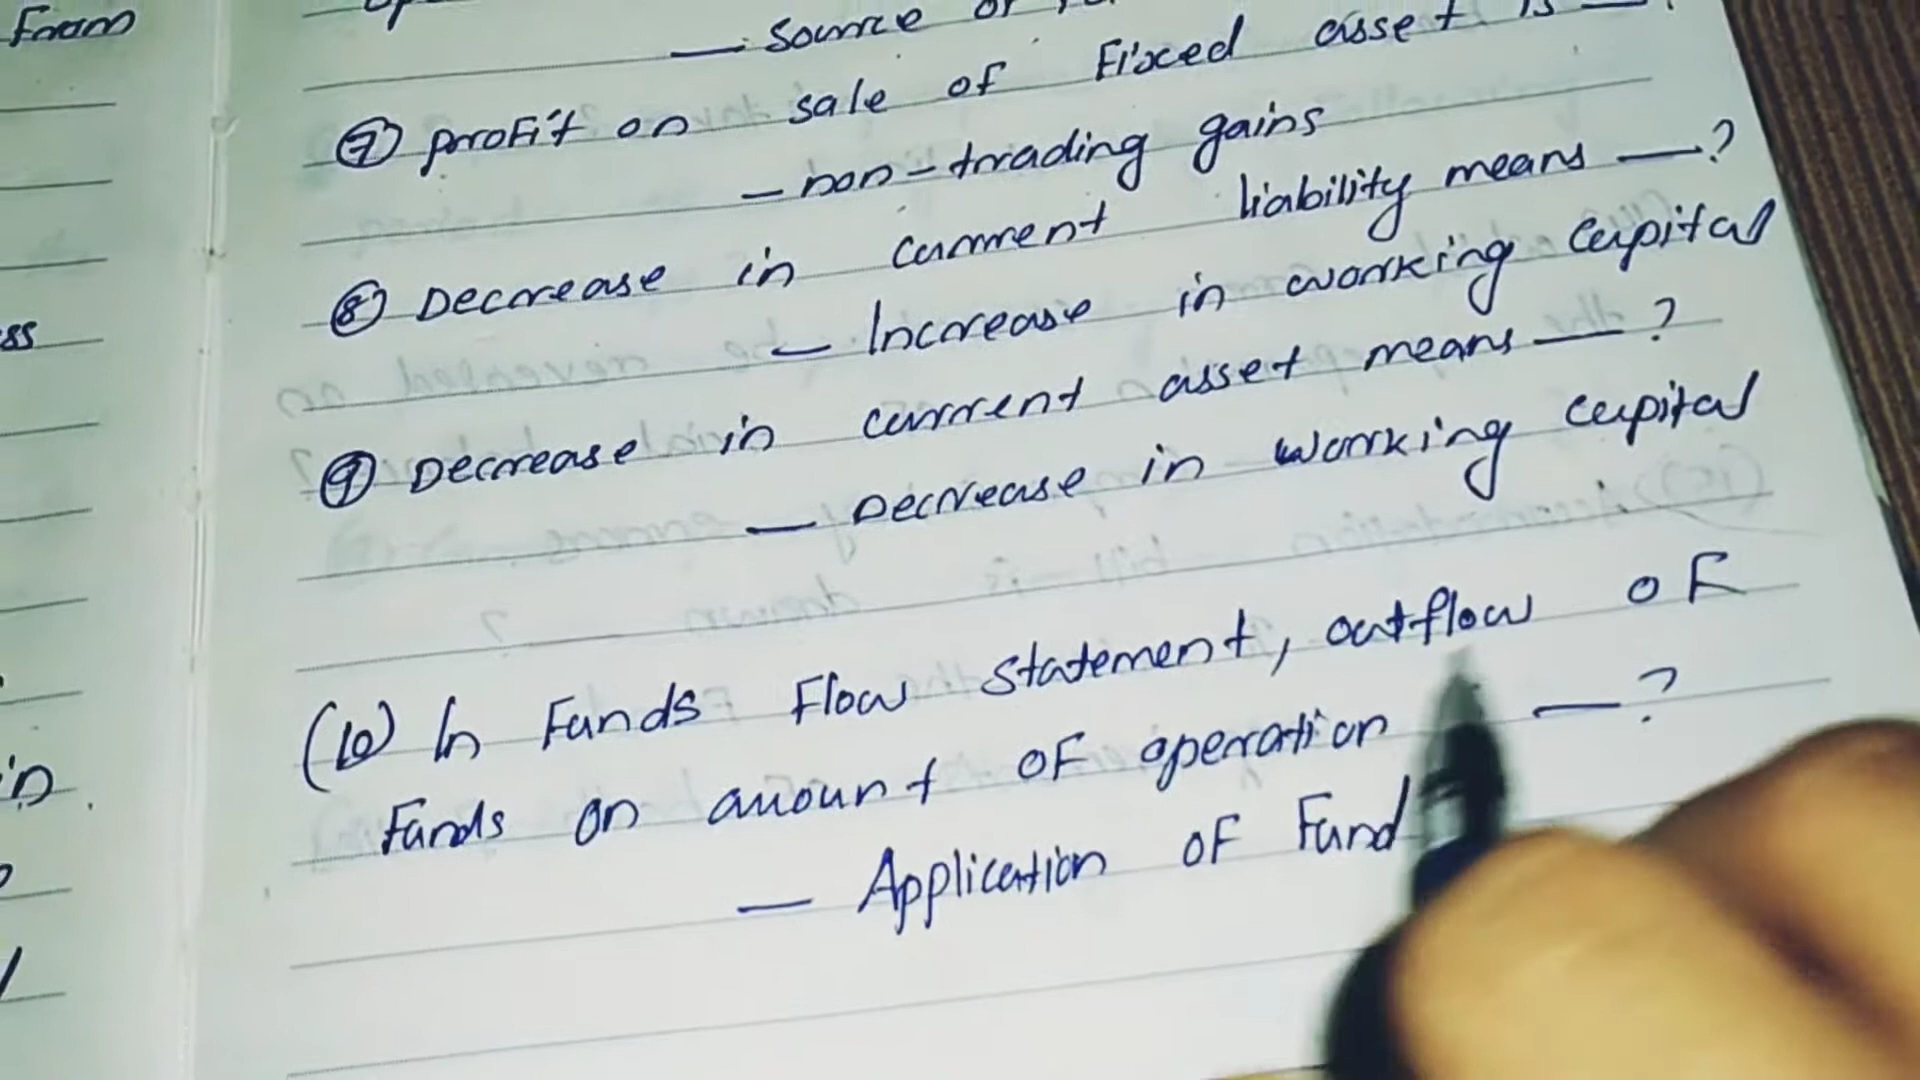 From
— Source of
⑦ profit on sale of Fixed asset is — ?
— non-trading gains
⑧ Decrease in current liability means — ?
— Increase in working capital
⑨ Decrease in current asset means — ?
— Decrease in working capital
(10) In Funds Flow statement, outflow of
Funds on amount of operation — ?
— Application of Fund
ss
in